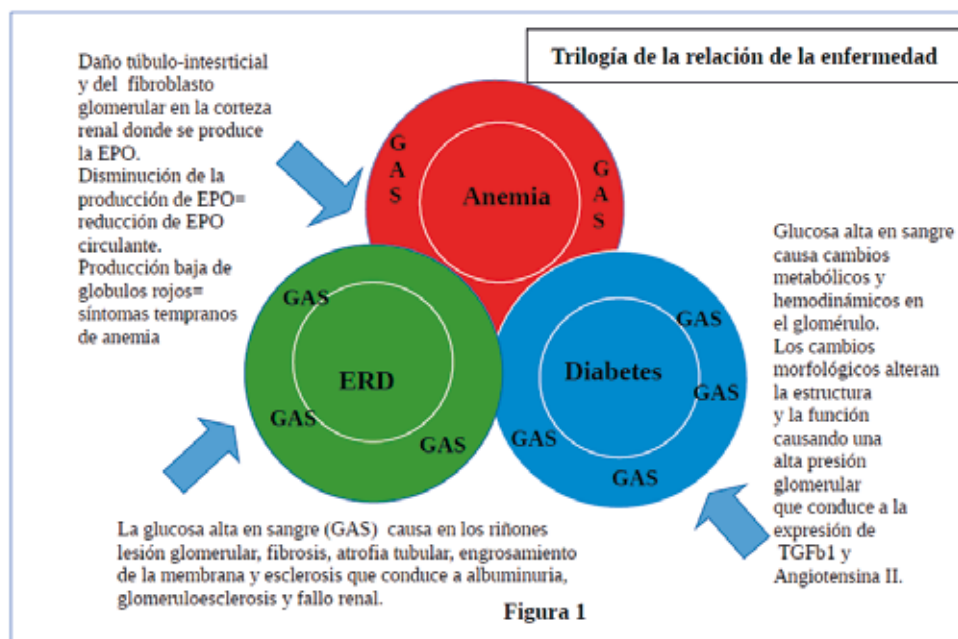 Trilogía de la relación de la enfermedad
Daño túbulo-intesrticial
y del fibroblasto
glomerular en la corteza
renal donde se produce
la EPO.
Disminución de la
producción de EPO=
reducción de EPO
circulante.
Producción baja de
globulos rojos=
síntomas tempranos
de anemia
G
A
S
Anemia
G
A
S
GAS
ERD
GAS
GAS
GAS
Diabetes
GAS
GAS
GAS
Glucosa alta en sangre
causa cambios
metabólicos y
hemodinámicos en
el glomérulo.
Los cambios
morfológicos alteran
la estructura
y la función
causando una
alta presión
glomerular
que conduce a la
expresión de
TGFb1 y
Angiotensina II.
La glucosa alta en sangre (GAS) causa en los riñones
lesión glomerular, fibrosis, atrofia tubular, engrosamiento
de la membrana y esclerosis que conduce a albuminuria,
glomeruloesclerosis y fallo renal.
Figura 1